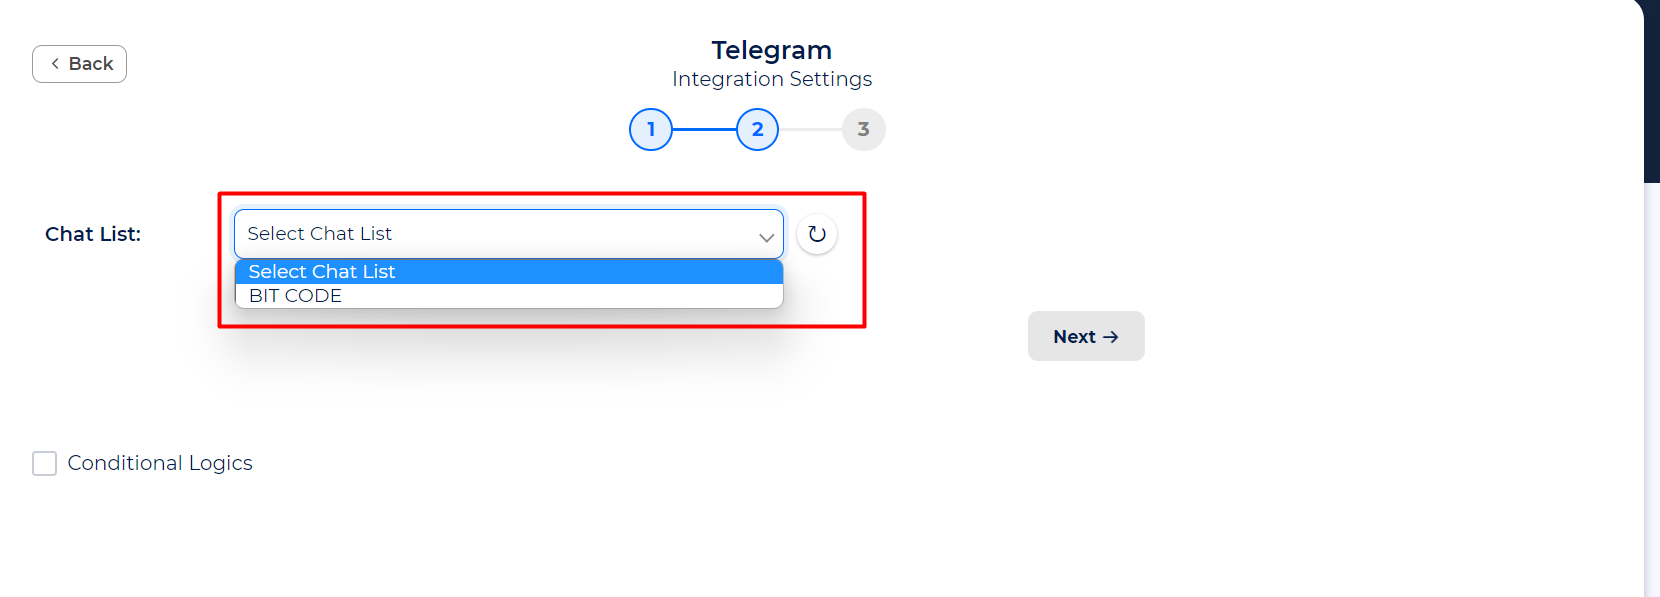 Back
Telegram
Integration Settings
1 2 3
Chat List:
Select Chat List
Select Chat List
BIT CODE
Next
Conditional Logics